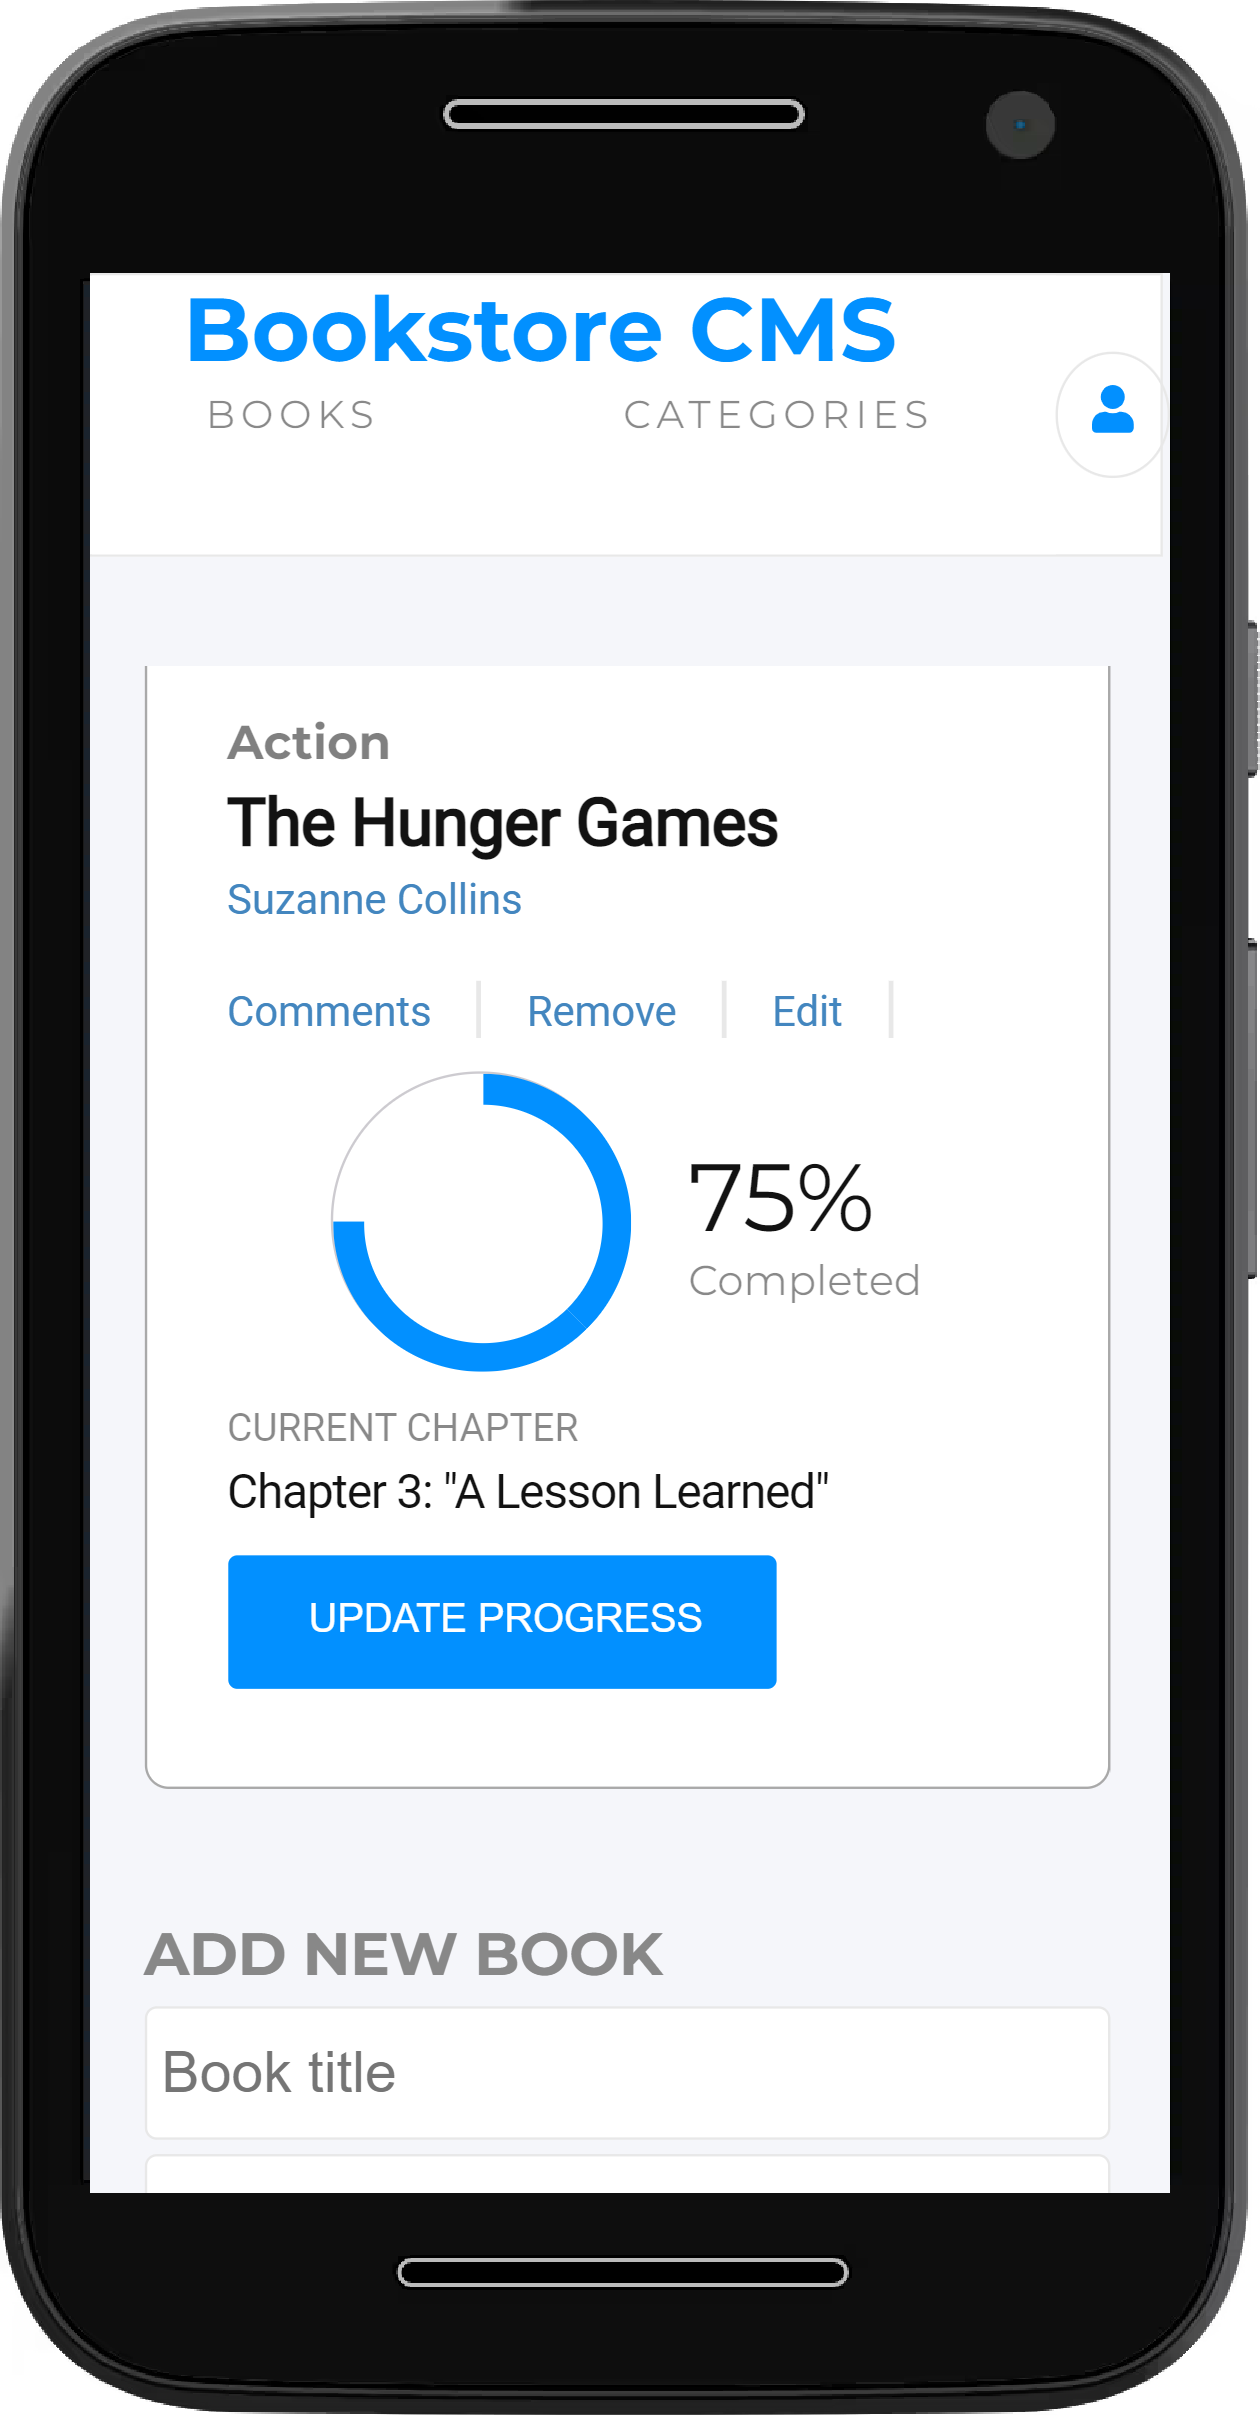 Bookstore CMS
BOOKS CATEGORIES
Action
The Hunger Games
Suzanne Collins
Comments Remove Edit
75%
Completed
CURRENT CHAPTER
Chapter 3: "A Lesson Learned"
UPDATE PROGRESS
ADD NEW BOOK
Book title